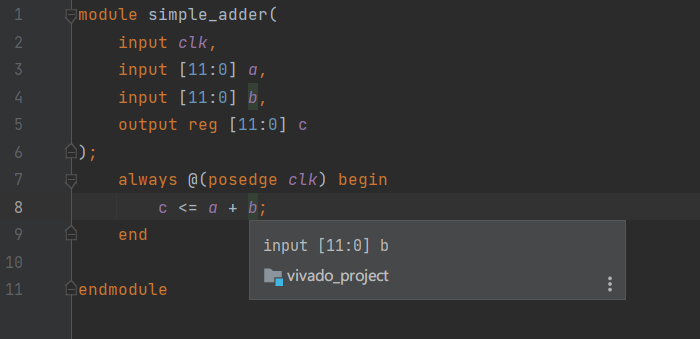 1 module simple_adder(
2 input clk,
3 input [11:0] a,
4 input [11:0] b,
5 output reg [11:0] c
6 );
7 always @(posedge clk) begin
8 c <= a + b;
9 end
input [11:0] b
10
vivado_project
11 endmodule